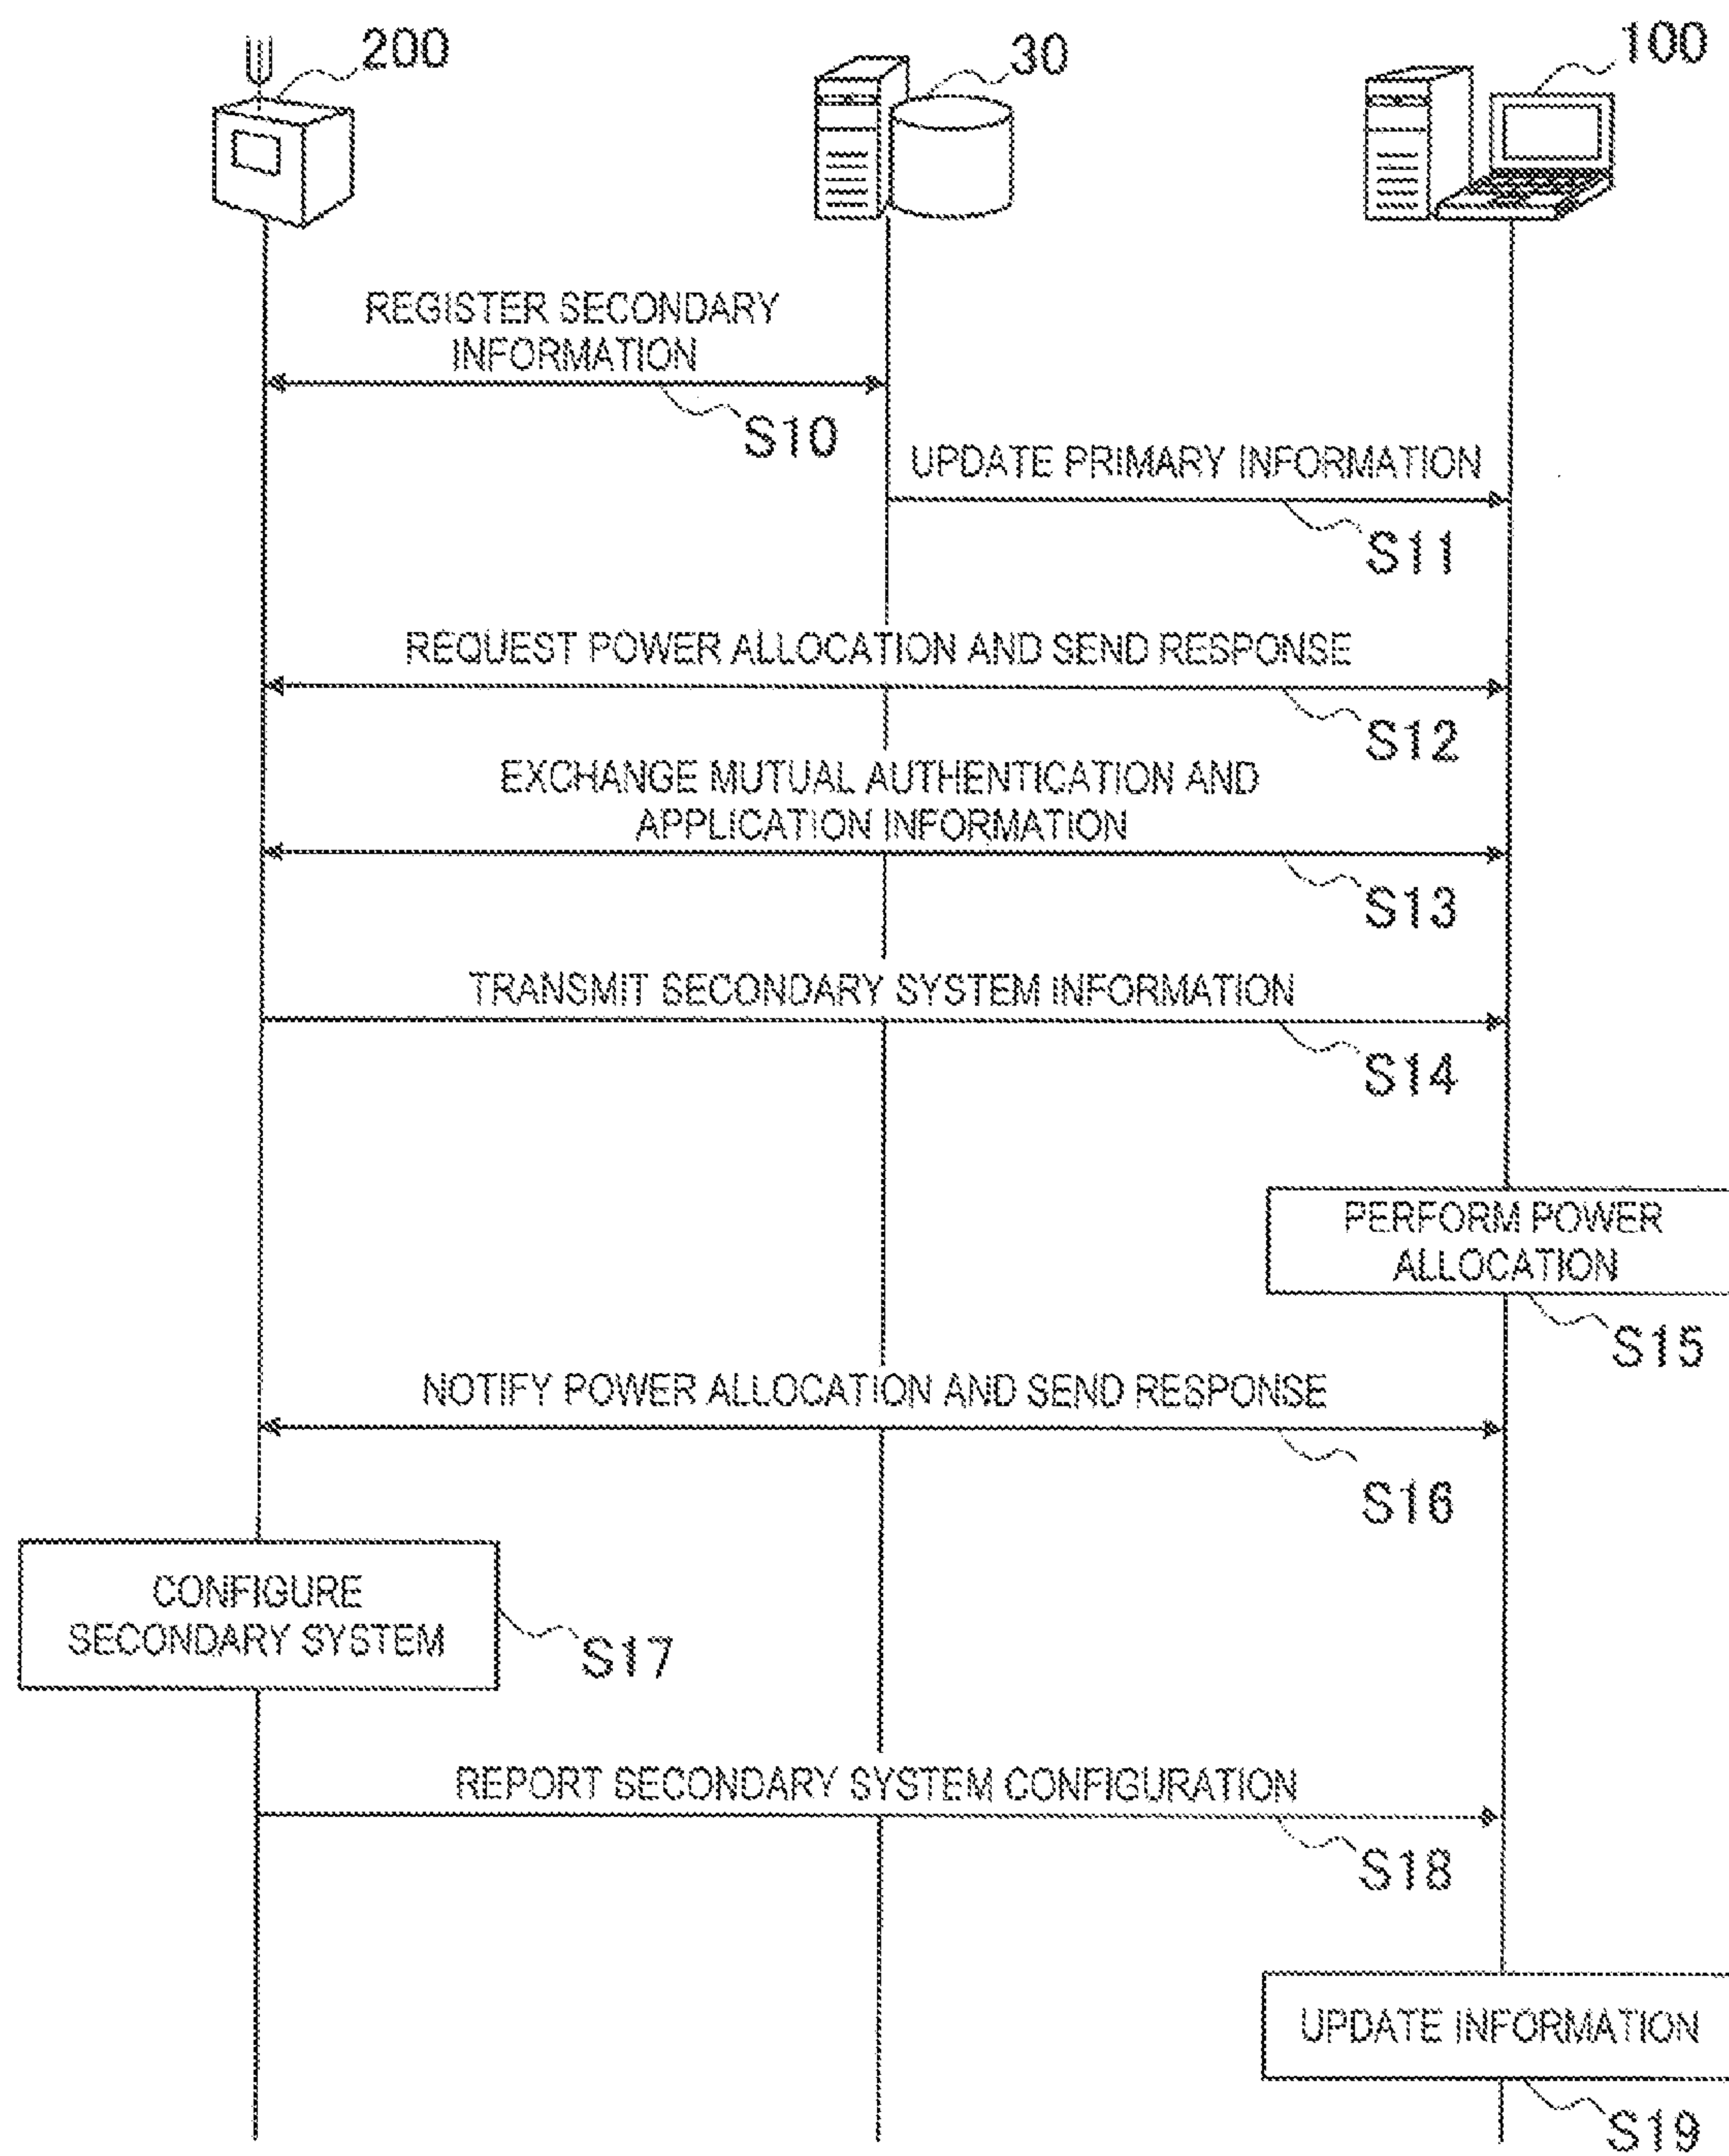 200
30
100
REGISTER SECONDARY
INFORMATION
S10
UPDATE PRIMARY INFORMATION
S11
REQUEST POWER ALLOCATION AND SEND RESPONSE
S12
EXCHANGE MUTUAL AUTHENTICATION AND
APPLICATION INFORMATION
S13
TRANSMIT SECONDARY SYSTEM INFORMATION
S14
PERFORM POWER
ALLOCATION
S15
NOTIFY POWER ALLOCATION AND SEND RESPONSE
S16
CONFIGURE
SECONDARY SYSTEM
S17
REPORT SECONDARY SYSTEM CONFIGURATION
S18
UPDATE INFORMATION
S19